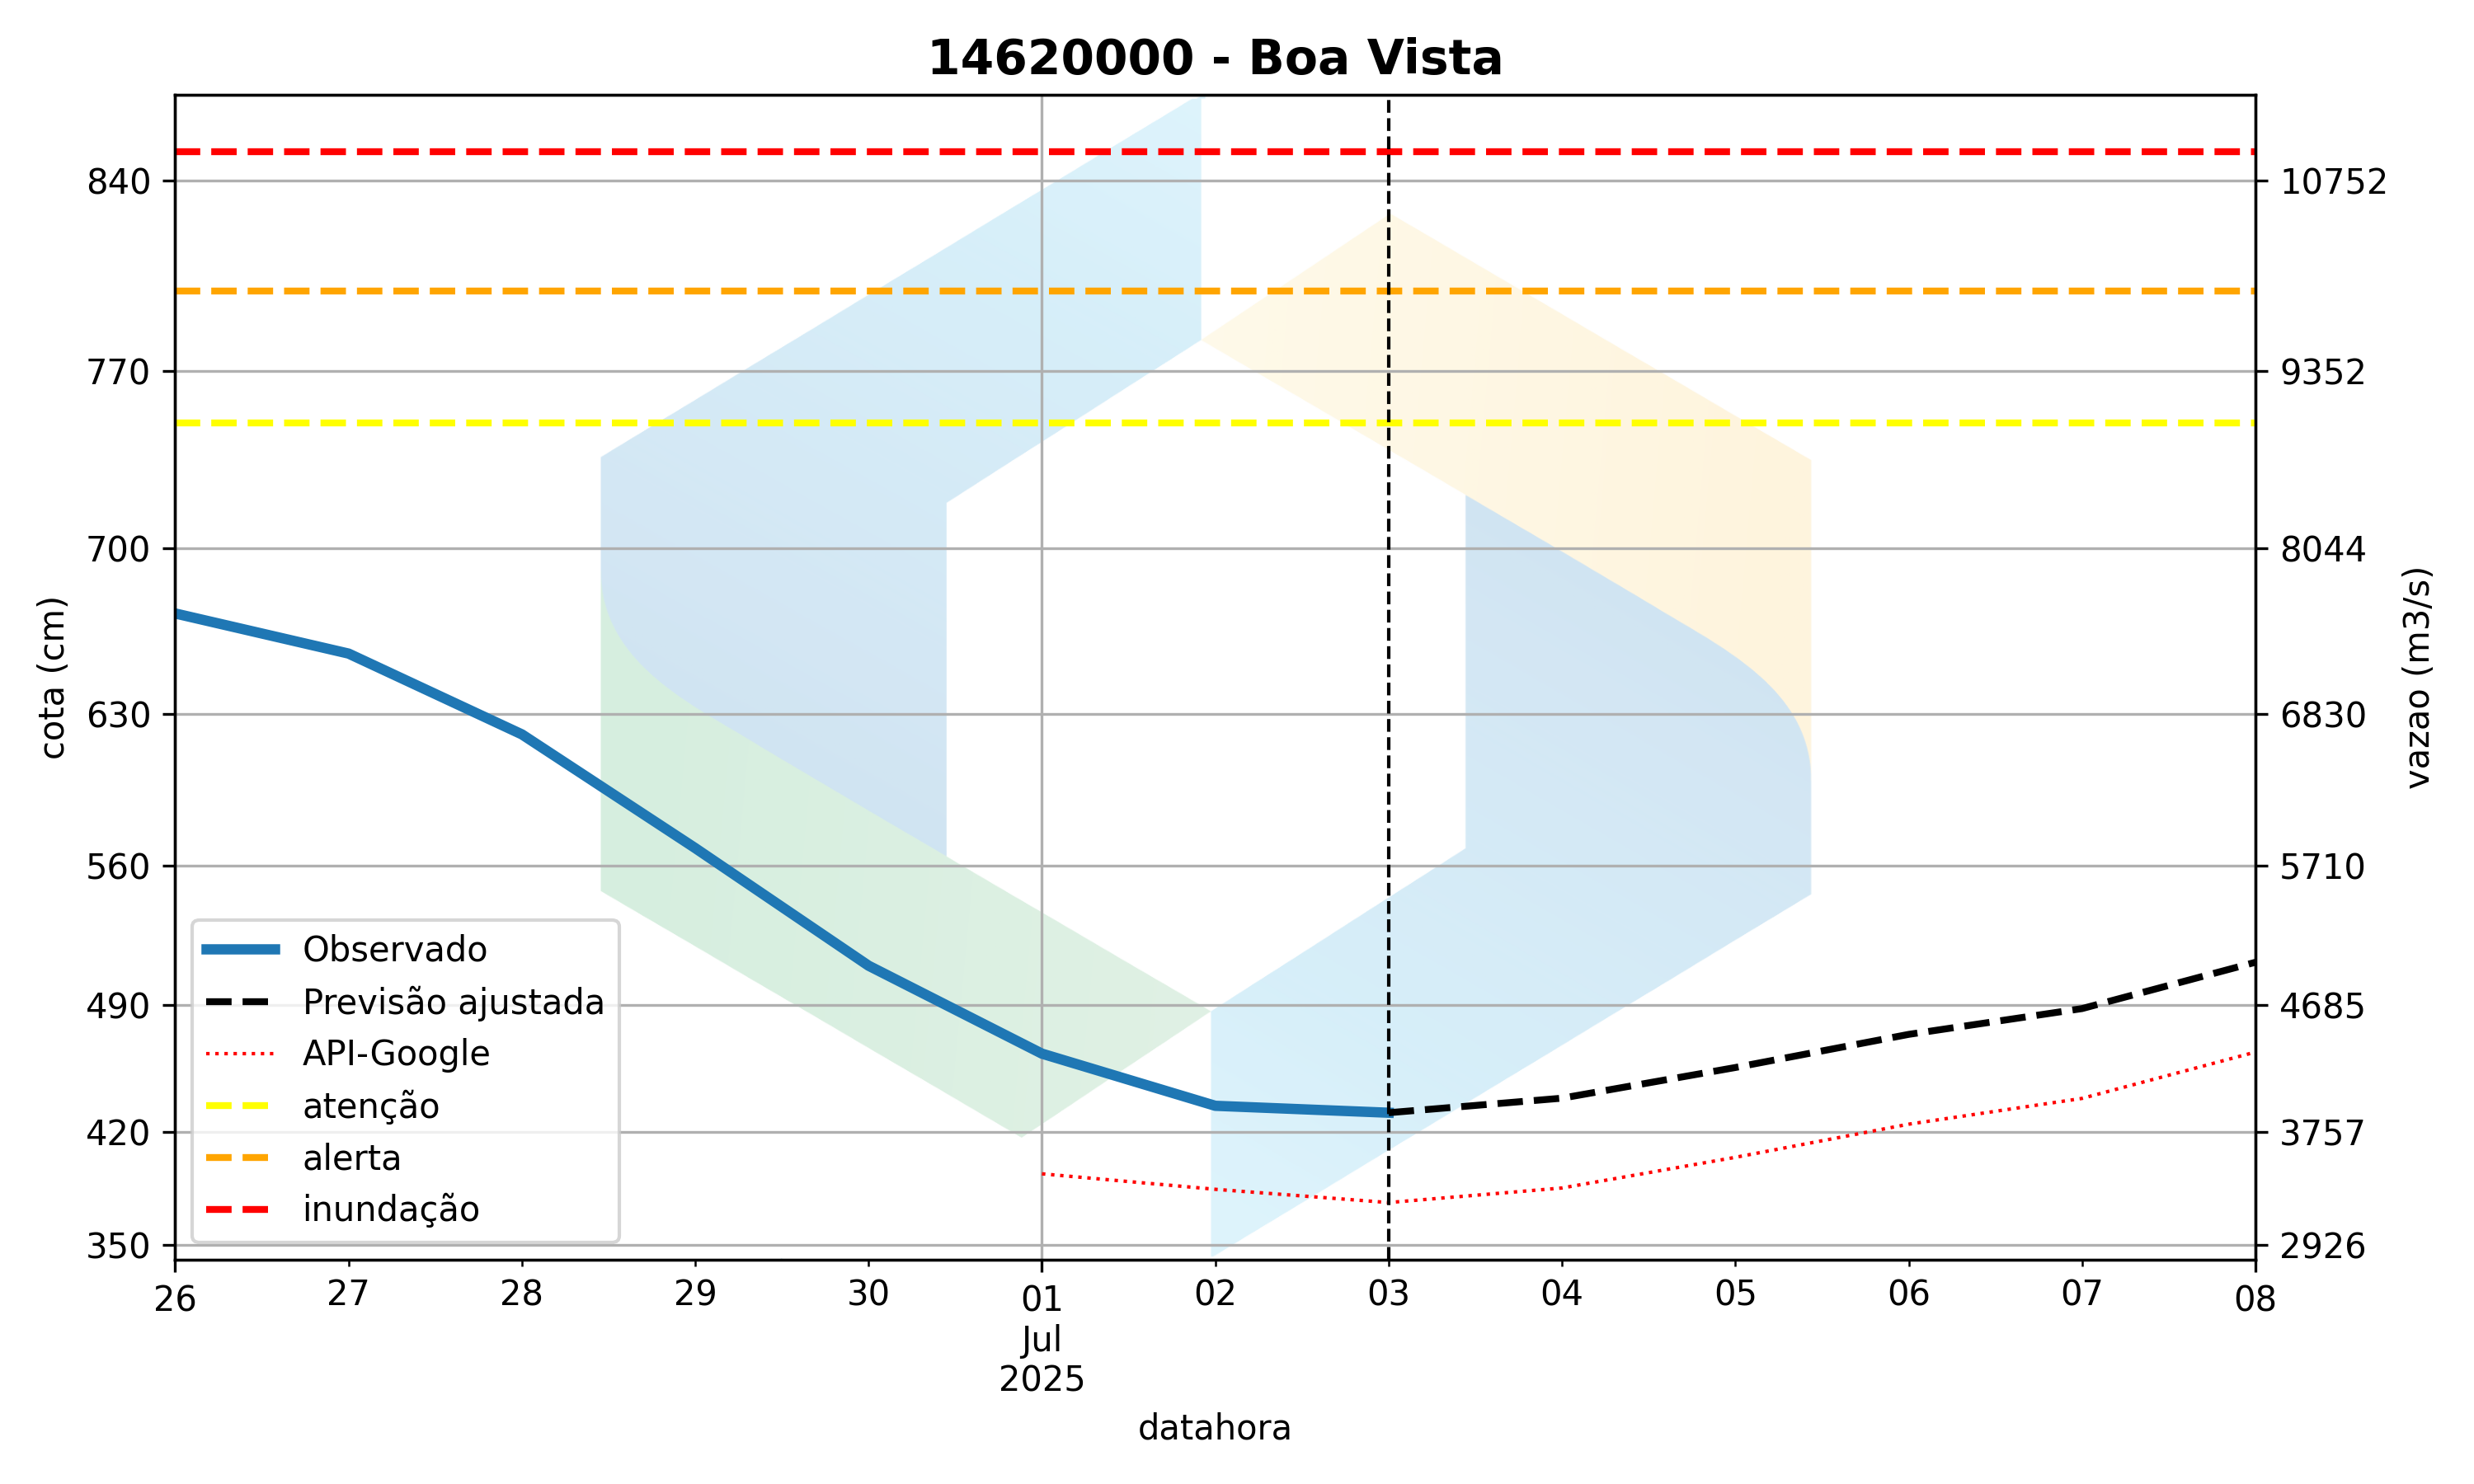 14620000 - Boa Vista
840
770
700
630
560
490
420
350
cota (cm)
10752
9352
8044
6830
5710
4685
3757
2926
vazao (m3/s)
Observado
Previsão ajustada
API-Google
atenção
alerta
inundação
26 27 28 29 30 01 02 03 04 05 06 07 08
Jul
2025
datahora